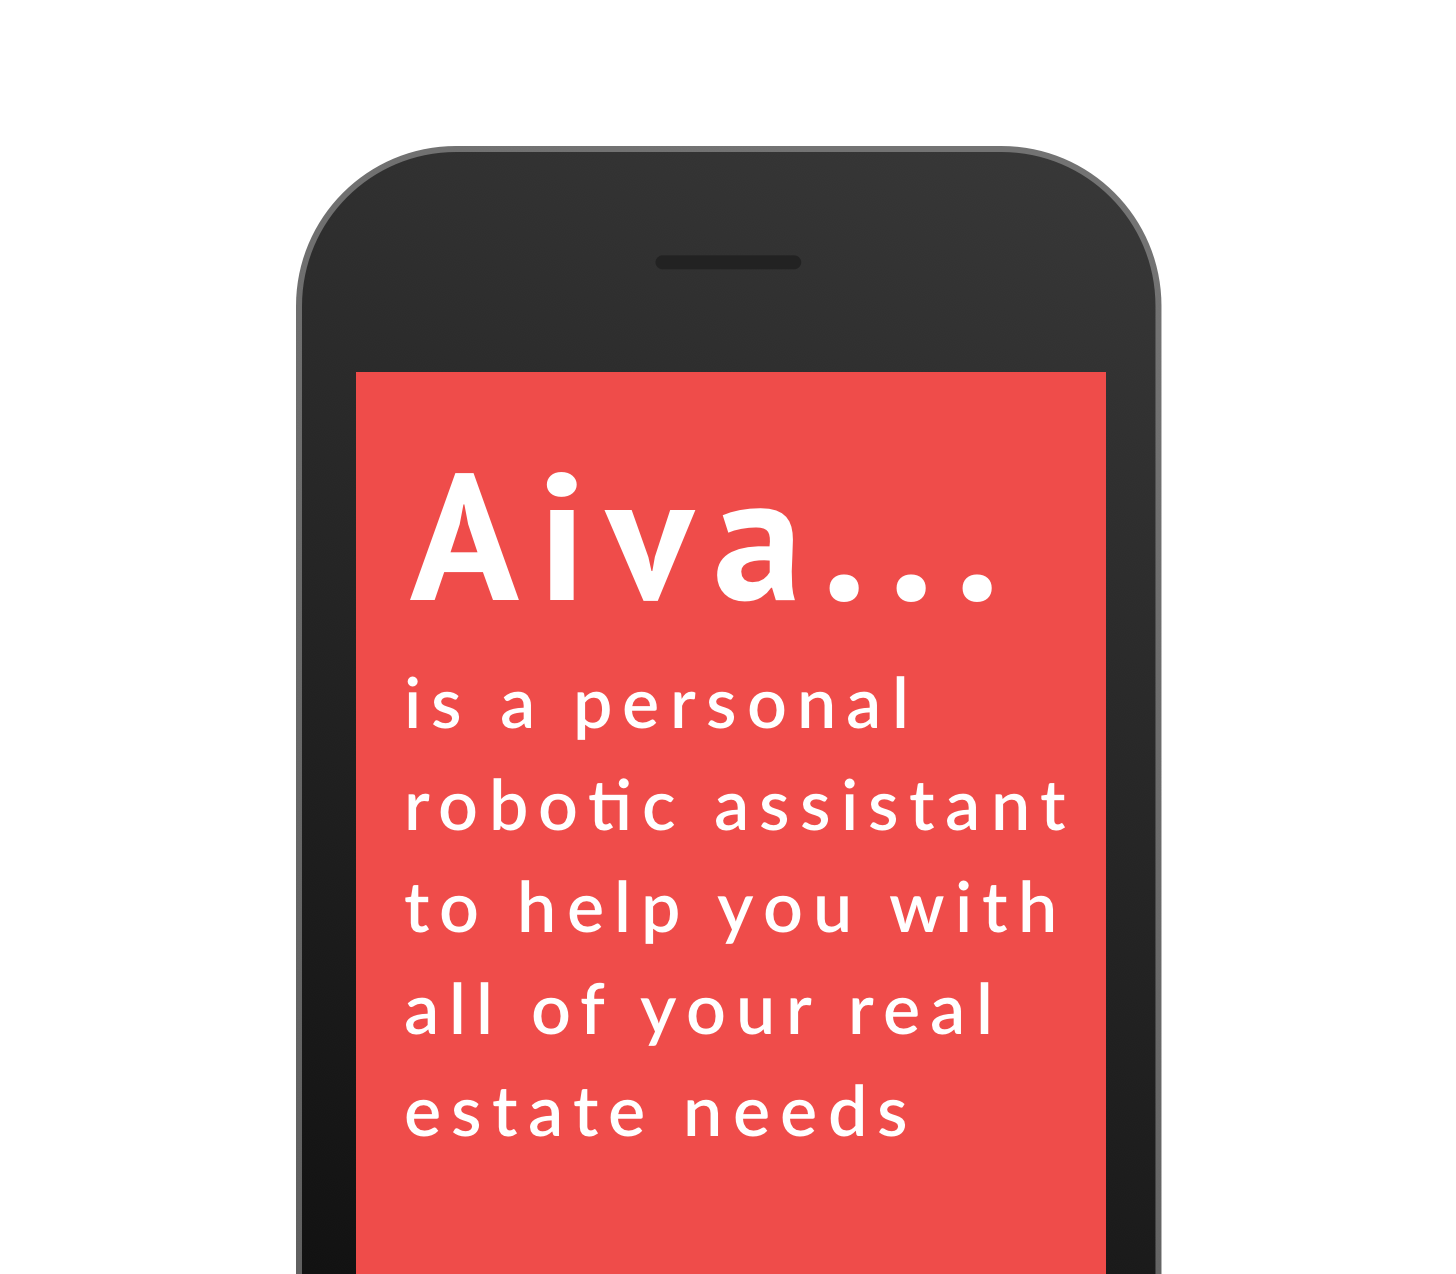 Aiva...
is a personal
robotic assistant
to help you with
all of your real
estate needs